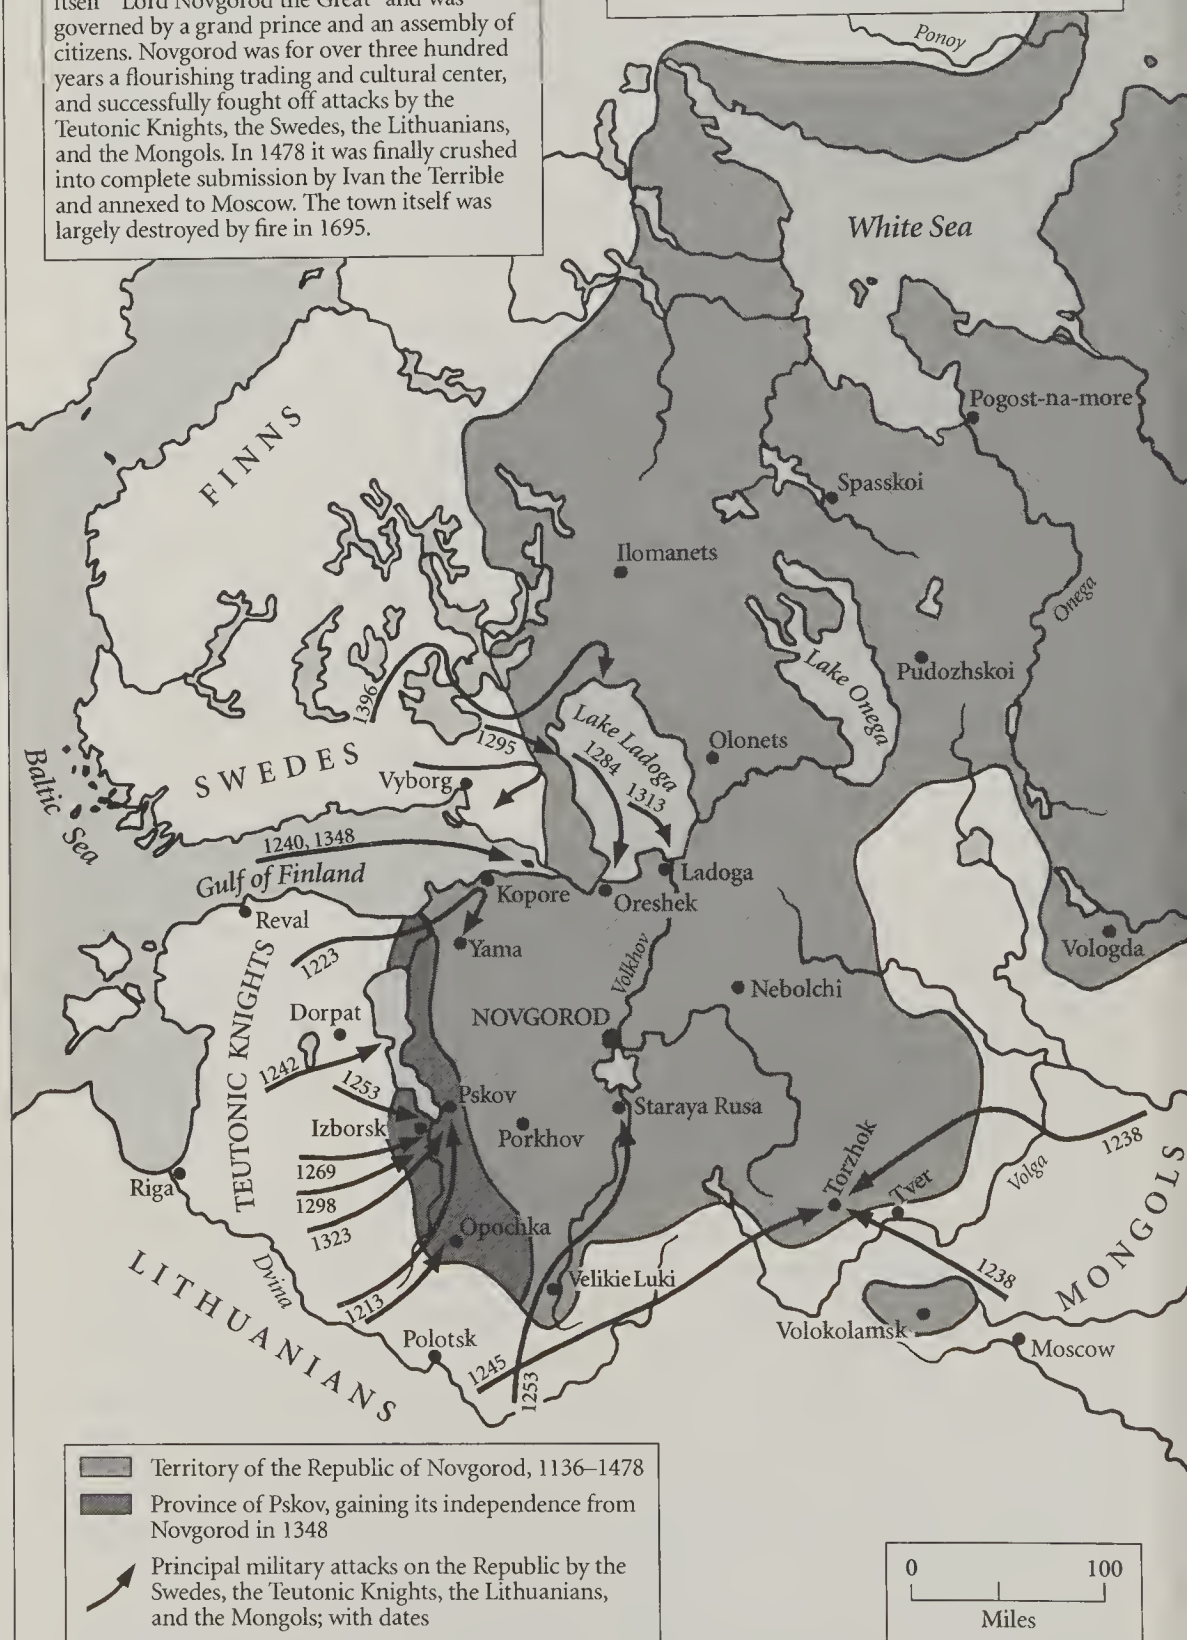 itself "Lord Novgorod the Great" and was
governed by a grand prince and an assembly of
citizens. Novgorod was for over three hundred
years a flourishing trading and cultural center,
and successfully fought off attacks by the
Teutonic Knights, the Swedes, the Lithuanians,
and the Mongols. In 1478 it was finally crushed
into complete submission by Ivan the Terrible
and annexed to Moscow. The town itself was
largely destroyed by fire in 1695.
Ponoy
White Sea
FINNS
Pogost-na-more
Spasskoi
Ilomanets
Onega
Lake Onega
Pudozhskoi
1396
1295
Lake Ladoga
1284
1313
Olonets
SWEDES
Vyborg
Baltic Sea
1240, 1348
Gulf of Finland
Ladoga
Kopore
Oreshek
Reval
Yama
1223
Volkhov
Vologda
TEUTONIC KNIGHTS
Nebolchi
Dorpat
NOVGOROD
1242
1253
Pskov
Staraya Rusa
Izborsk
Porkhov
1238
1269
Torzhok
Volga
Riga
1298
Tver
1323
Opochka
MONGOLS
Dvina
LITHUANIANS
Velikie Luki
1238
1213
Volokolamsk
Polotsk
Moscow
1245
1253
Territory of the Republic of Novgorod, 1136–1478
Province of Pskov, gaining its independence from
Novgorod in 1348
Principal military attacks on the Republic by the
Swedes, the Teutonic Knights, the Lithuanians,
and the Mongols; with dates
0 100
Miles